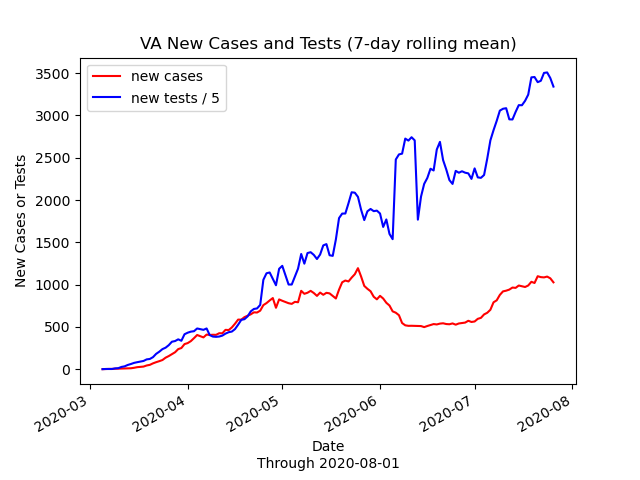 VA New Cases and Tests (7-day rolling mean)
new cases
new tests / 5
New Cases or Tests
3500
3000
2500
2000
1500
1000
500
0
2020-03
2020-04
2020-05
2020-06
2020-07
2020-08
Date
Through 2020-08-01